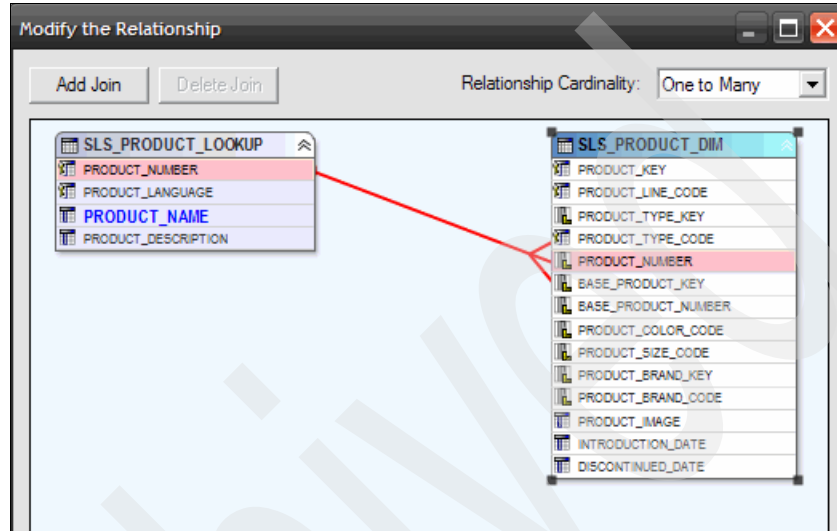 Modify the Relationship
Add Join Delete Join Relationship Cardinality: One to Many
SLS_PRODUCT_LOOKUP
PRODUCT_NUMBER
PRODUCT_LANGUAGE
PRODUCT_NAME
PRODUCT_DESCRIPTION
SLS_PRODUCT_DIM
PRODUCT_KEY
PRODUCT_LINE_CODE
PRODUCT_TYPE_KEY
PRODUCT_TYPE_CODE
PRODUCT_NUMBER
BASE_PRODUCT_KEY
BASE_PRODUCT_NUMBER
PRODUCT_COLOR_CODE
PRODUCT_SIZE_CODE
PRODUCT_BRAND_KEY
PRODUCT_BRAND_CODE
PRODUCT_IMAGE
INTRODUCTION_DATE
DISCONTINUED_DATE